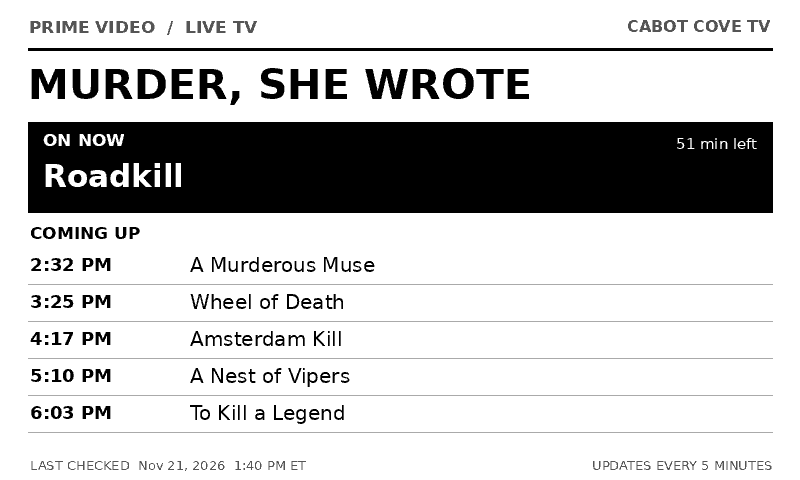 PRIME VIDEO / LIVE TV
CABOT COVE TV
MURDER, SHE WROTE
ON NOW
51 min left
Roadkill
COMING UP
2:32 PM A Murderous Muse
3:25 PM Wheel of Death
4:17 PM Amsterdam Kill
5:10 PM A Nest of Vipers
6:03 PM To Kill a Legend
LAST CHECKED Nov 21, 2026 1:40 PM ET
UPDATES EVERY 5 MINUTES